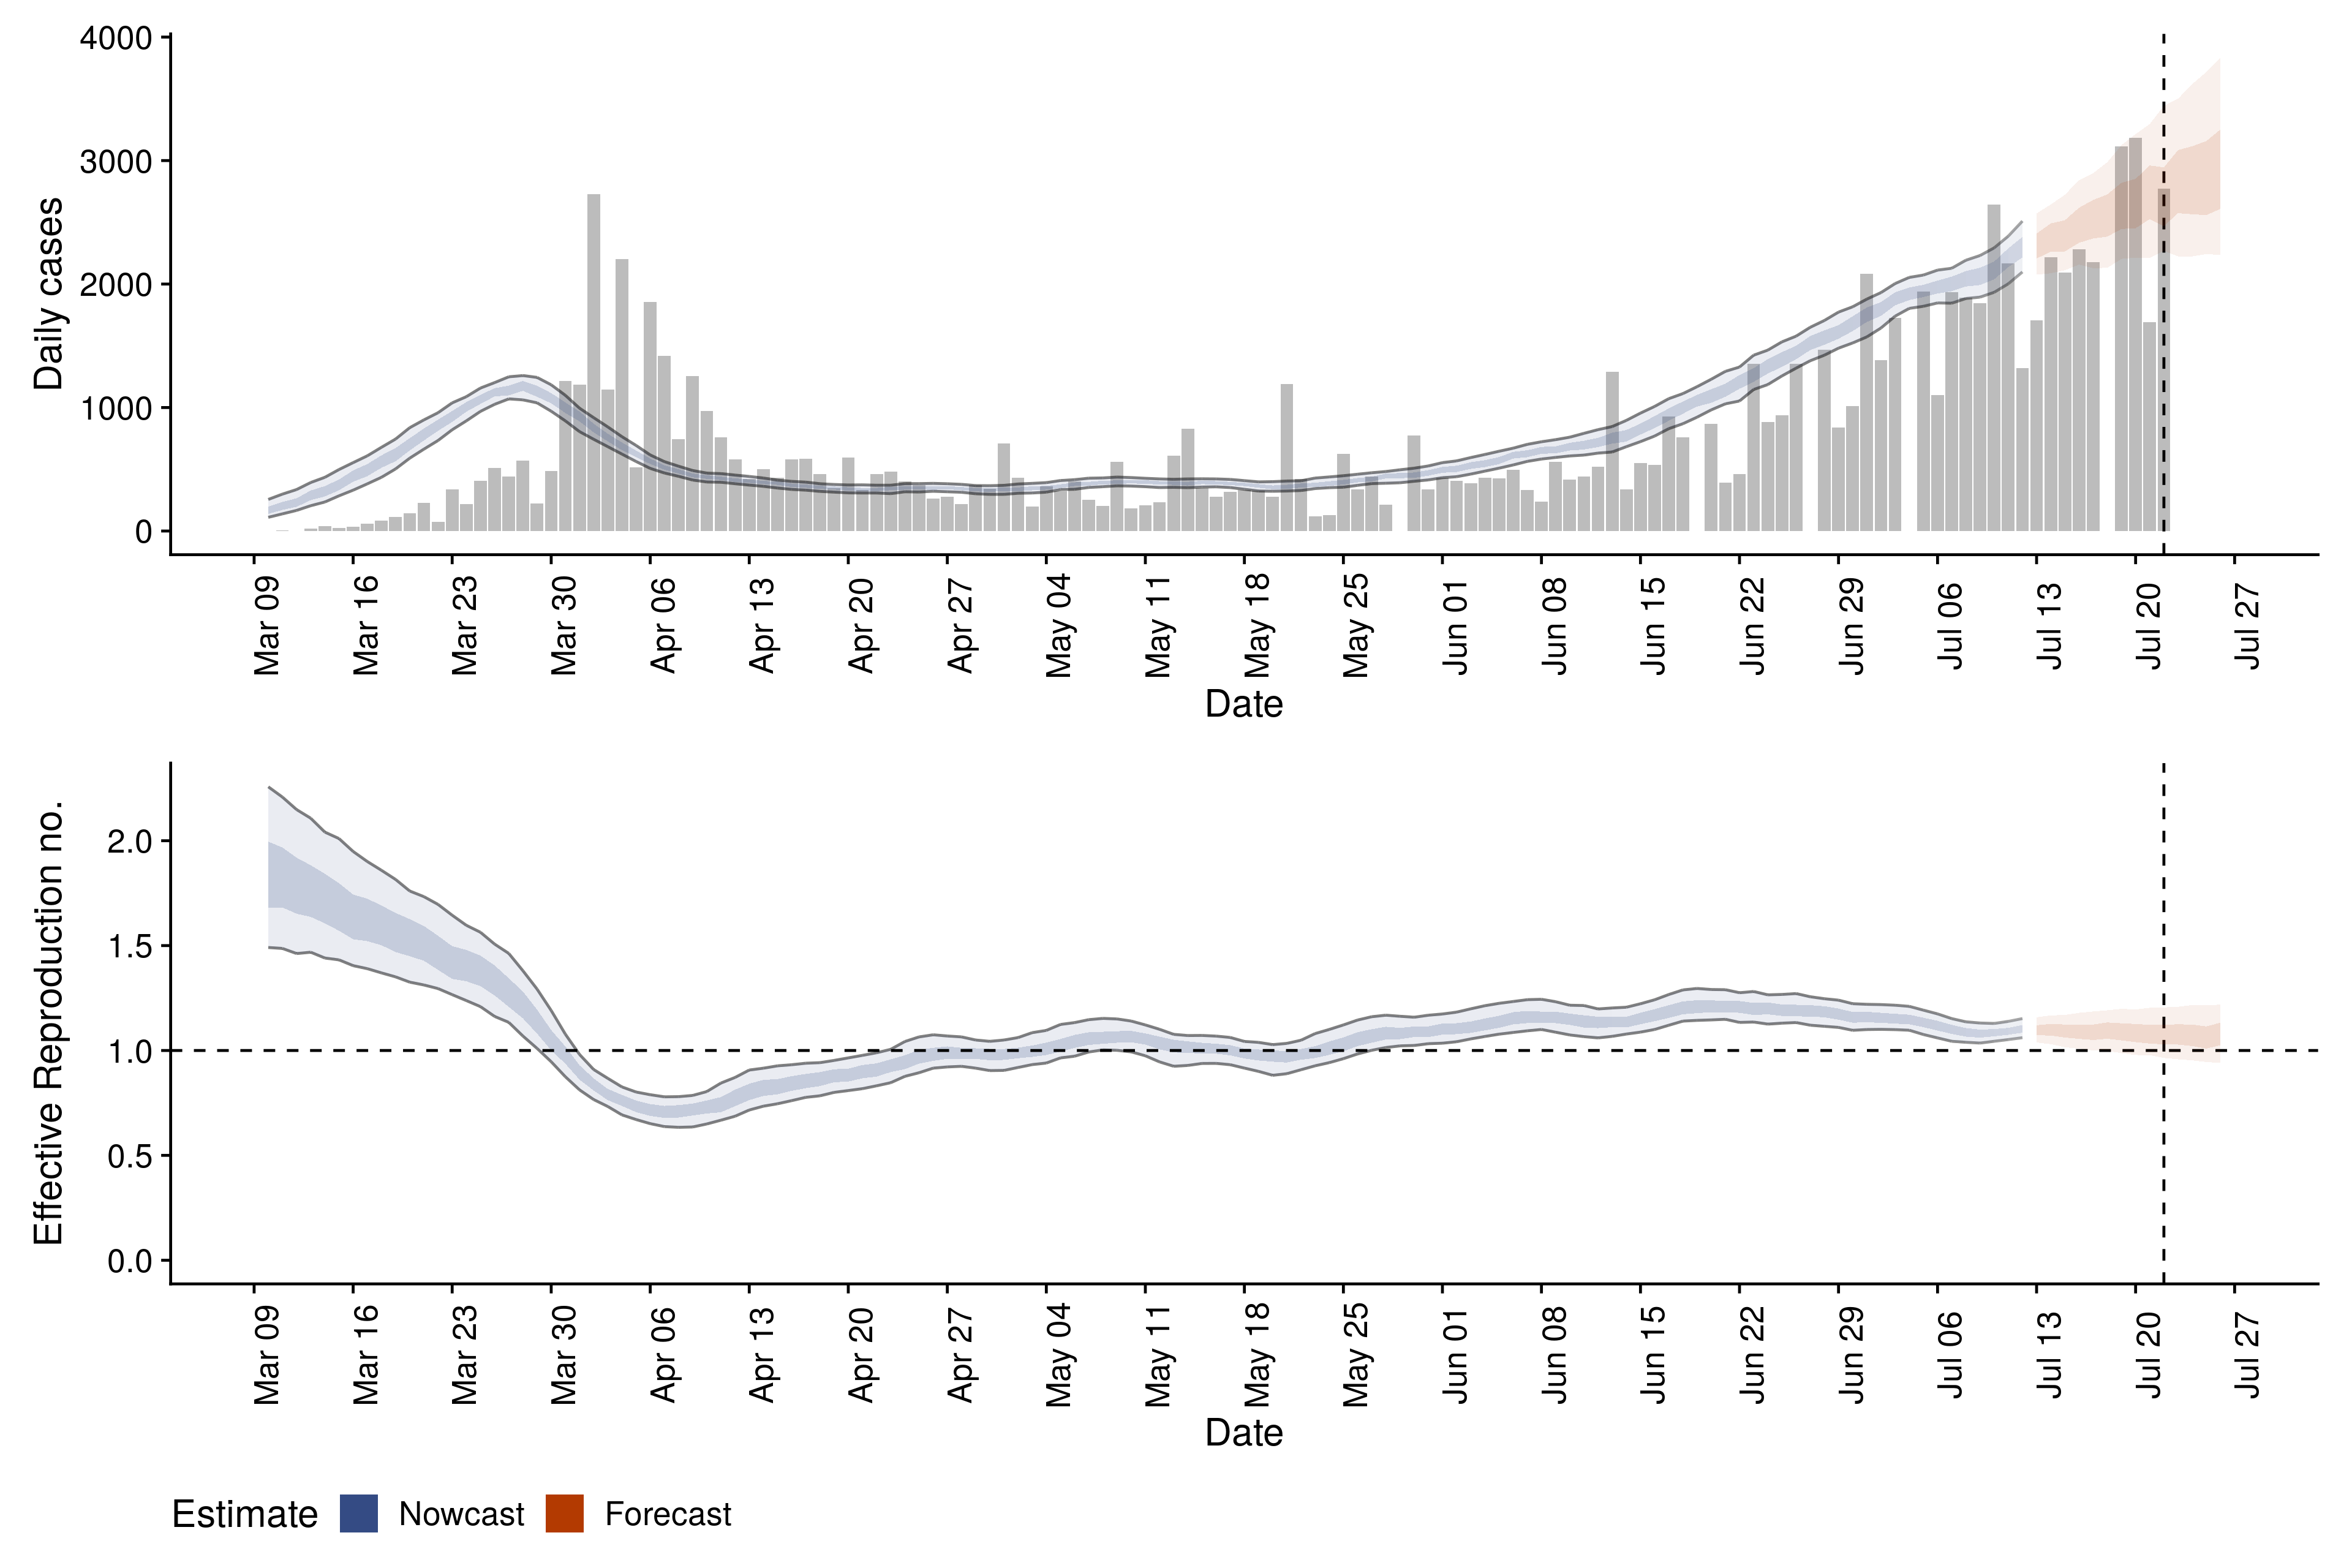 4000
3000
2000
1000
0
Daily cases
Mar 09 Mar 16 Mar 23 Mar 30 Apr 06 Apr 13 Apr 20 Apr 27 May 04 May 11 May 18 May 25 Jun 01 Jun 08 Jun 15 Jun 22 Jun 29 Jul 06 Jul 13 Jul 20 Jul 27
Date
2.0
1.5
1.0
0.5
0.0
Effective Reproduction no.
Mar 09 Mar 16 Mar 23 Mar 30 Apr 06 Apr 13 Apr 20 Apr 27 May 04 May 11 May 18 May 25 Jun 01 Jun 08 Jun 15 Jun 22 Jun 29 Jul 06 Jul 13 Jul 20 Jul 27
Date
Estimate Nowcast Forecast